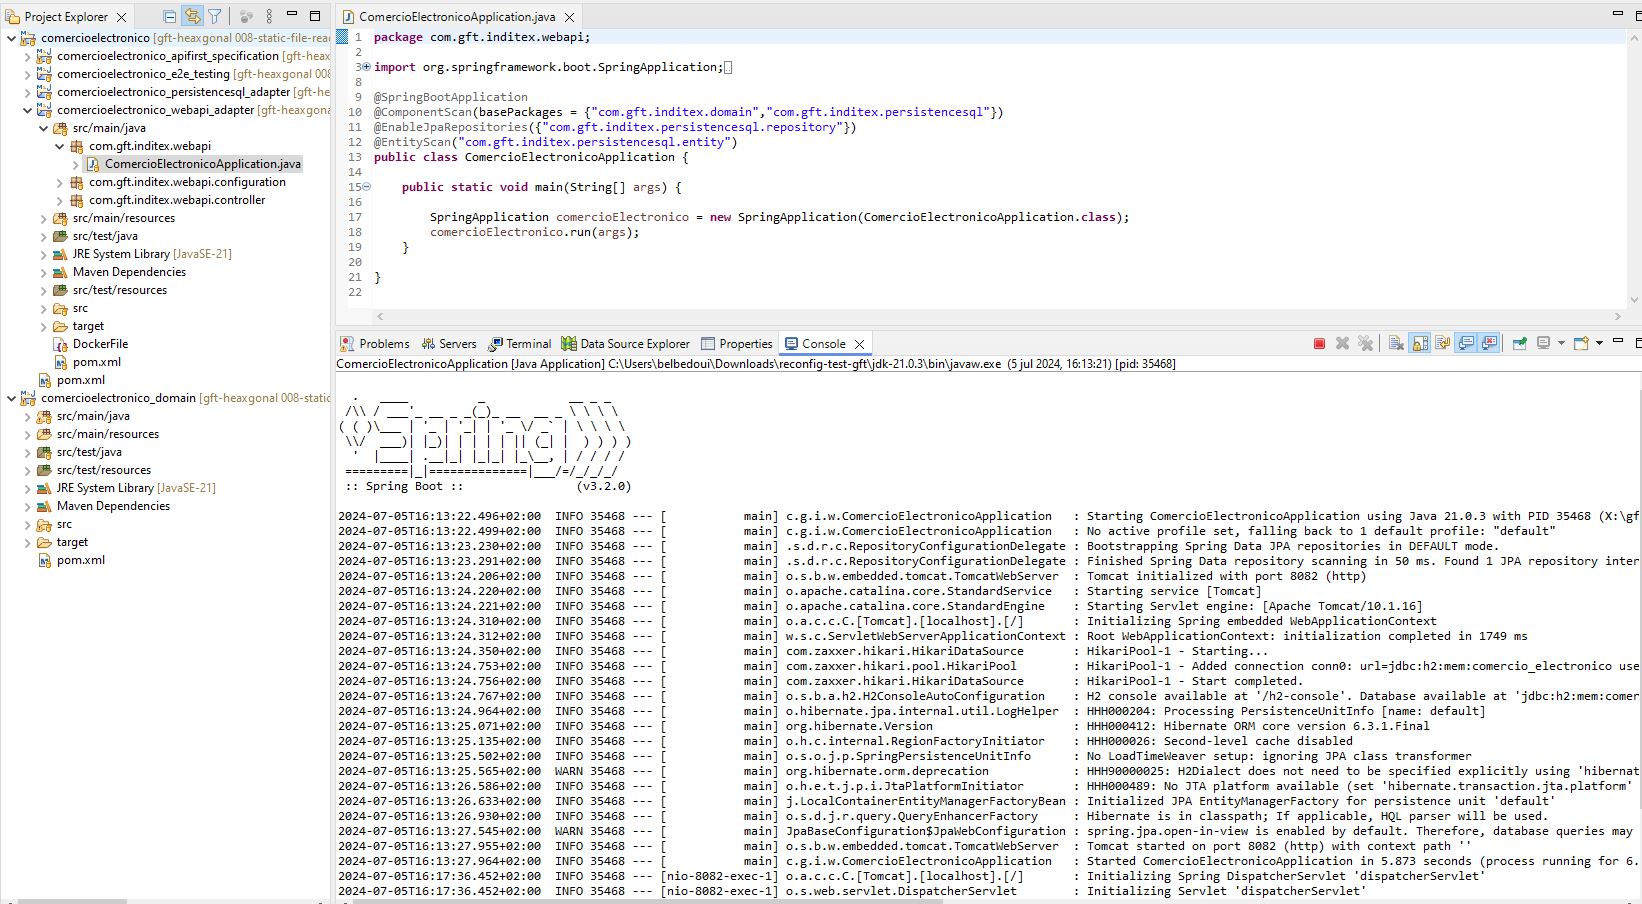 Project Explorer
comercioelectronico [gft-heaxgonal 008-static-file-rea
comercioelectronico_apifirst_specification [gft-heax
comercioelectronico_e2e_testing [gft-heaxgonal 008
comercioelectronico_persistencesql_adapter [gft-he
comercioelectronico_webapi_adapter [gft-heaxgona
src/main/java
com.gft.inditex.webapi
ComercioElectronicoApplication.java
com.gft.inditex.webapi.configuration
com.gft.inditex.webapi.controller
src/main/resources
src/test/java
JRE System Library [JavaSE-21]
Maven Dependencies
src/test/resources
src
target
DockerFile
pom.xml
pom.xml
comercioelectronico_domain [gft-heaxgonal 008-static
src/main/java
src/main/resources
src/test/java
src/test/resources
JRE System Library [JavaSE-21]
Maven Dependencies
src
target
pom.xml
ComercioElectronicoApplication.java
1 package com.gft.inditex.webapi;
2
3 import org.springframework.boot.SpringApplication;
8
9 @SpringBootApplication
10 @ComponentScan(basePackages = {"com.gft.inditex.domain","com.gft.inditex.persistencesql"})
11 @EnableJpaRepositories({"com.gft.inditex.persistencesql.repository"})
12 @EntityScan("com.gft.inditex.persistencesql.entity")
13 public class ComercioElectronicoApplication {
14
15 public static void main(String[] args) {
16
17 SpringApplication comercioElectronico = new SpringApplication(ComercioElectronicoApplication.class);
18 comercioElectronico.run(args);
19 }
20
21 }
22
Problems Servers Terminal Data Source Explorer Properties Console
ComercioElectronicoApplication [Java Application] C:\Users\belbedoui\Downloads\reconfig-test-gft\jdk-21.0.3\bin\javaw.exe (5 jul 2024, 16:13:21) [pid: 35468]
Spring
:: Spring Boot :: (v3.2.0)
2024-07-05T16:13:22.496+02:00 INFO 35468 --- [ main] c.g.i.w.ComercioElectronicoApplication : Starting ComercioElectronicoApplication using Java 21.0.3 with PID 35468 (X:\gf
2024-07-05T16:13:22.499+02:00 INFO 35468 --- [ main] c.g.i.w.ComercioElectronicoApplication : No active profile set, falling back to 1 default profile: "default"
2024-07-05T16:13:23.230+02:00 INFO 35468 --- [ main] .s.d.r.c.RepositoryConfigurationDelegate : Bootstrapping Spring Data JPA repositories in DEFAULT mode.
2024-07-05T16:13:23.291+02:00 INFO 35468 --- [ main] .s.d.r.c.RepositoryConfigurationDelegate : Finished Spring Data repository scanning in 50 ms. Found 1 JPA repository inter
2024-07-05T16:13:24.206+02:00 INFO 35468 --- [ main] o.s.b.w.embedded.tomcat.TomcatWebServer : Tomcat initialized with port 8082 (http)
2024-07-05T16:13:24.220+02:00 INFO 35468 --- [ main] o.apache.catalina.core.StandardService : Starting service [Tomcat]
2024-07-05T16:13:24.221+02:00 INFO 35468 --- [ main] o.apache.catalina.core.StandardEngine : Starting Servlet engine: [Apache Tomcat/10.1.16]
2024-07-05T16:13:24.310+02:00 INFO 35468 --- [ main] o.a.c.c.C.[Tomcat].[localhost].[/] : Initializing Spring embedded WebApplicationContext
2024-07-05T16:13:24.312+02:00 INFO 35468 --- [ main] w.s.c.ServletWebServerApplicationContext : Root WebApplicationContext: initialization completed in 1749 ms
2024-07-05T16:13:24.350+02:00 INFO 35468 --- [ main] com.zaxxer.hikari.HikariDataSource : HikariPool-1 - Starting...
2024-07-05T16:13:24.753+02:00 INFO 35468 --- [ main] com.zaxxer.hikari.pool.HikariPool : HikariPool-1 - Added connection conn0: url=jdbc:h2:mem:comercio_electronico use
2024-07-05T16:13:24.756+02:00 INFO 35468 --- [ main] com.zaxxer.hikari.HikariDataSource : HikariPool-1 - Start completed.
2024-07-05T16:13:24.767+02:00 INFO 35468 --- [ main] o.s.b.a.h2.H2ConsoleAutoConfiguration : H2 console available at '/h2-console'. Database available at 'jdbc:h2:mem:comer
2024-07-05T16:13:24.964+02:00 INFO 35468 --- [ main] o.hibernate.jpa.internal.util.LogHelper : HHH000204: Processing PersistenceUnitInfo [name: default]
2024-07-05T16:13:25.071+02:00 INFO 35468 --- [ main] org.hibernate.Version : HHH000412: Hibernate ORM core version 6.3.1.Final
2024-07-05T16:13:25.135+02:00 INFO 35468 --- [ main] o.h.c.internal.RegionFactoryInitiator : HHH000026: Second-level cache disabled
2024-07-05T16:13:25.502+02:00 INFO 35468 --- [ main] o.s.o.j.p.SpringPersistenceUnitInfo : No LoadTimeWeaver setup: ignoring JPA class transformer
2024-07-05T16:13:25.565+02:00 WARN 35468 --- [ main] org.hibernate.orm.deprecation : HHH90000025: H2Dialect does not need to be specified explicitly using 'hibernat
2024-07-05T16:13:26.586+02:00 INFO 35468 --- [ main] o.h.e.t.j.p.i.JtaPlatformInitiator : HHH000489: No JTA platform available (set 'hibernate.transaction.jta.platform'
2024-07-05T16:13:26.633+02:00 INFO 35468 --- [ main] j.LocalContainerEntityManagerFactoryBean : Initialized JPA EntityManagerFactory for persistence unit 'default'
2024-07-05T16:13:26.930+02:00 INFO 35468 --- [ main] o.s.d.j.r.query.QueryEnhancerFactory : Hibernate is in classpath; If applicable, HQL parser will be used.
2024-07-05T16:13:27.545+02:00 WARN 35468 --- [ main] JpaBaseConfiguration$JpaWebConfiguration : spring.jpa.open-in-view is enabled by default. Therefore, database queries may
2024-07-05T16:13:27.955+02:00 INFO 35468 --- [ main] o.s.b.w.embedded.tomcat.TomcatWebServer : Tomcat started on port 8082 (http) with context path ''
2024-07-05T16:13:27.964+02:00 INFO 35468 --- [ main] c.g.i.w.ComercioElectronicoApplication : Started ComercioElectronicoApplication in 5.873 seconds (process running for 6.
2024-07-05T16:17:36.452+02:00 INFO 35468 --- [nio-8082-exec-1] o.a.c.c.C.[Tomcat].[localhost].[/] : Initializing Spring DispatcherServlet 'dispatcherServlet'
2024-07-05T16:17:36.452+02:00 INFO 35468 --- [nio-8082-exec-1] o.s.web.servlet.DispatcherServlet : Initializing Servlet 'dispatcherServlet'